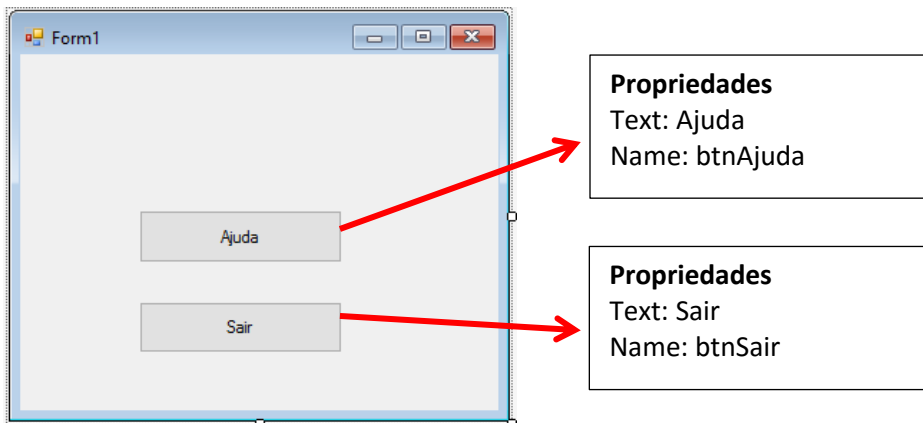 Form1
Ajuda
Sair
Propriedades
Text: Ajuda
Name: btnAjuda
Propriedades
Text: Sair
Name: btnSair